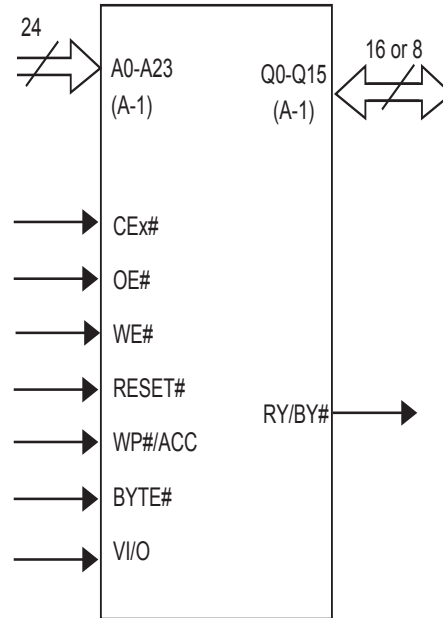 24
A0-A23
(A-1)
16 or 8
Q0-Q15
(A-1)
CEx#
OE#
WE#
RESET#
RY/BY#
WP#/ACC
BYTE#
VI/O